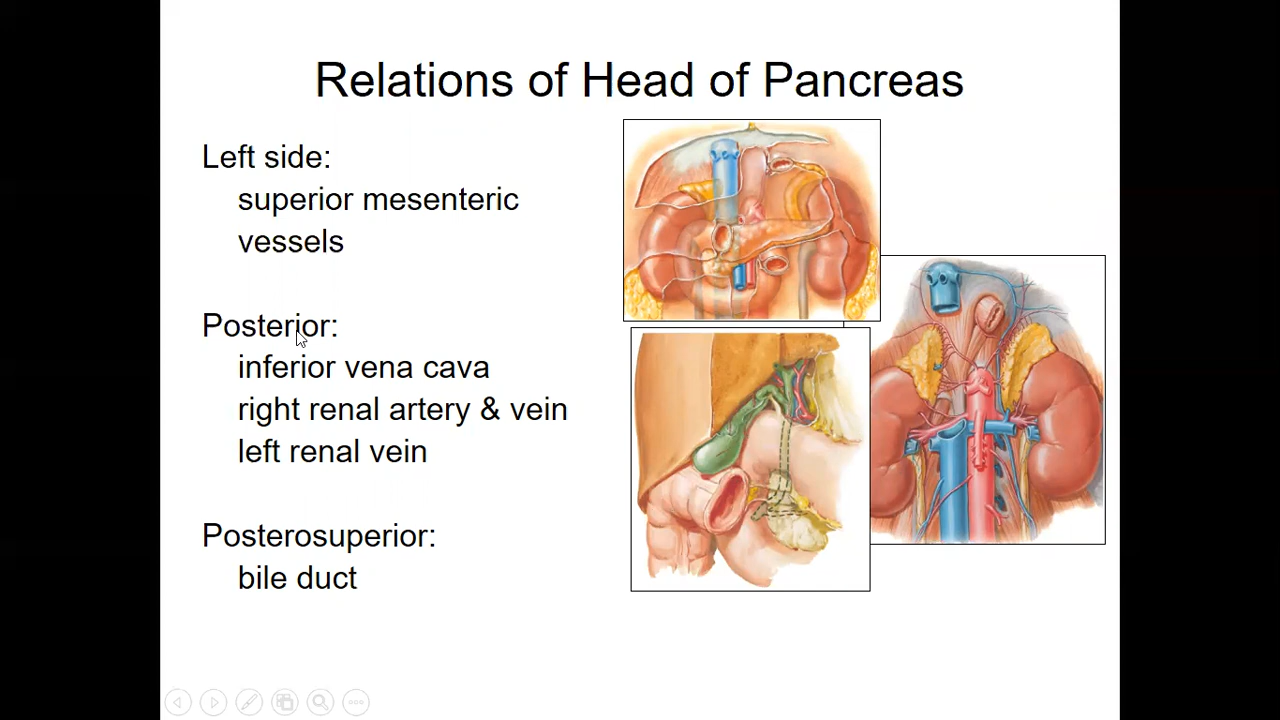 Relations of Head of Pancreas
Left side:
superior mesenteric
vessels
Posterior:
inferior vena cava
right renal artery & vein
left renal vein
Posterosuperior:
bile duct